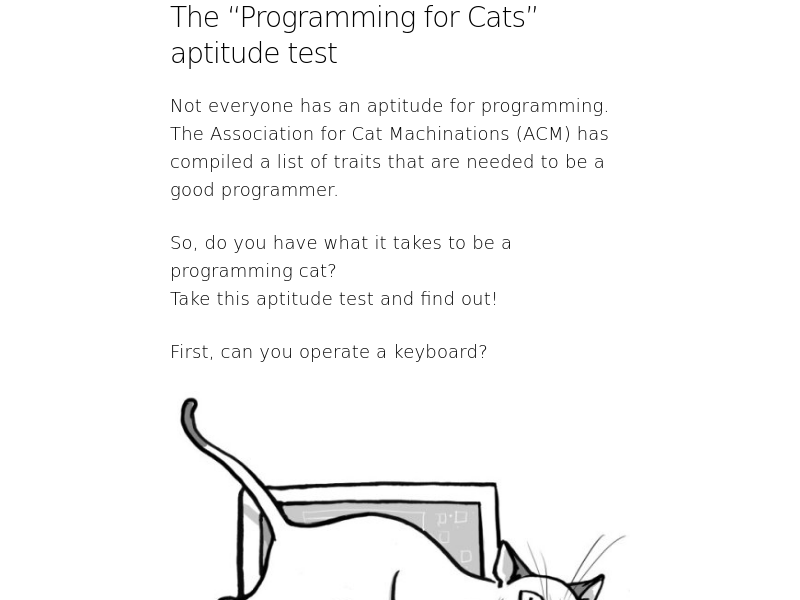 The “Programming for Cats”
aptitude test
Not everyone has an aptitude for programming.
The Association for Cat Machinations (ACM) has
compiled a list of traits that are needed to be a
good programmer.
So, do you have what it takes to be a
programming cat?
Take this aptitude test and find out!
First, can you operate a keyboard?